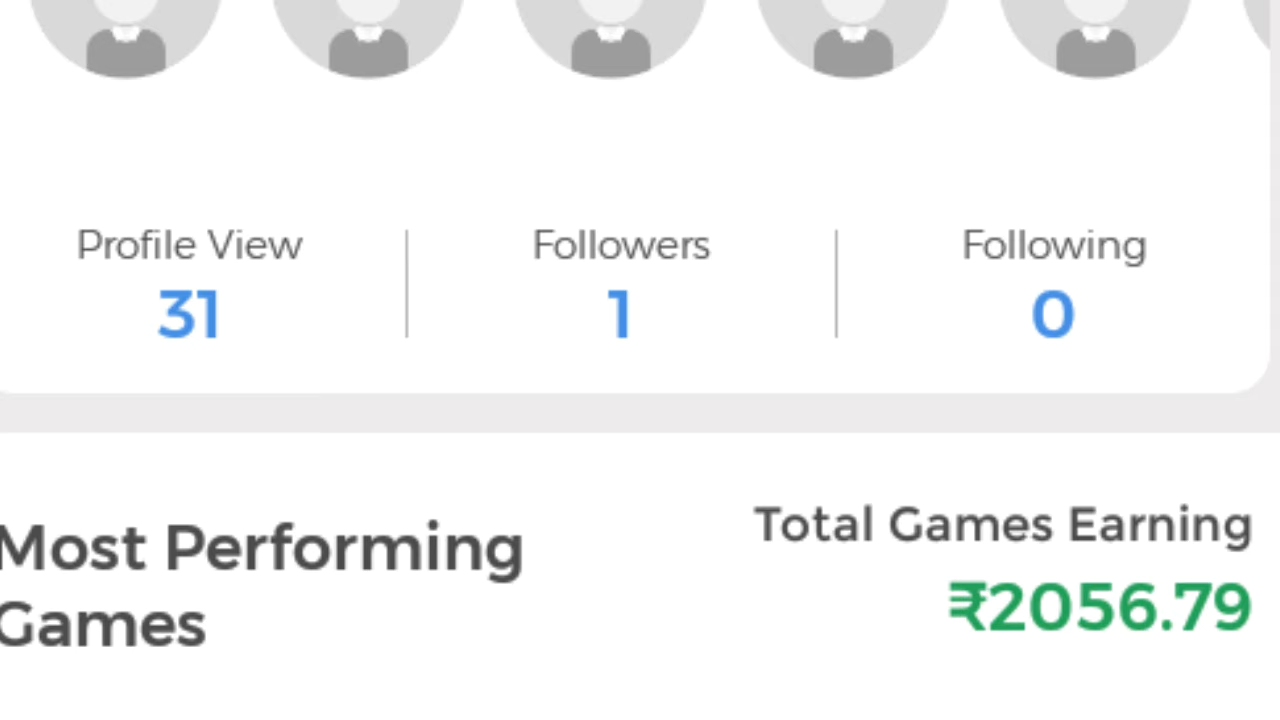 Profile View Followers Following
31 1 0
Most Performing
Games
Total Games Earning
₹2056.79